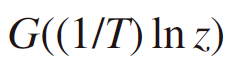 G((1/T) ln z)